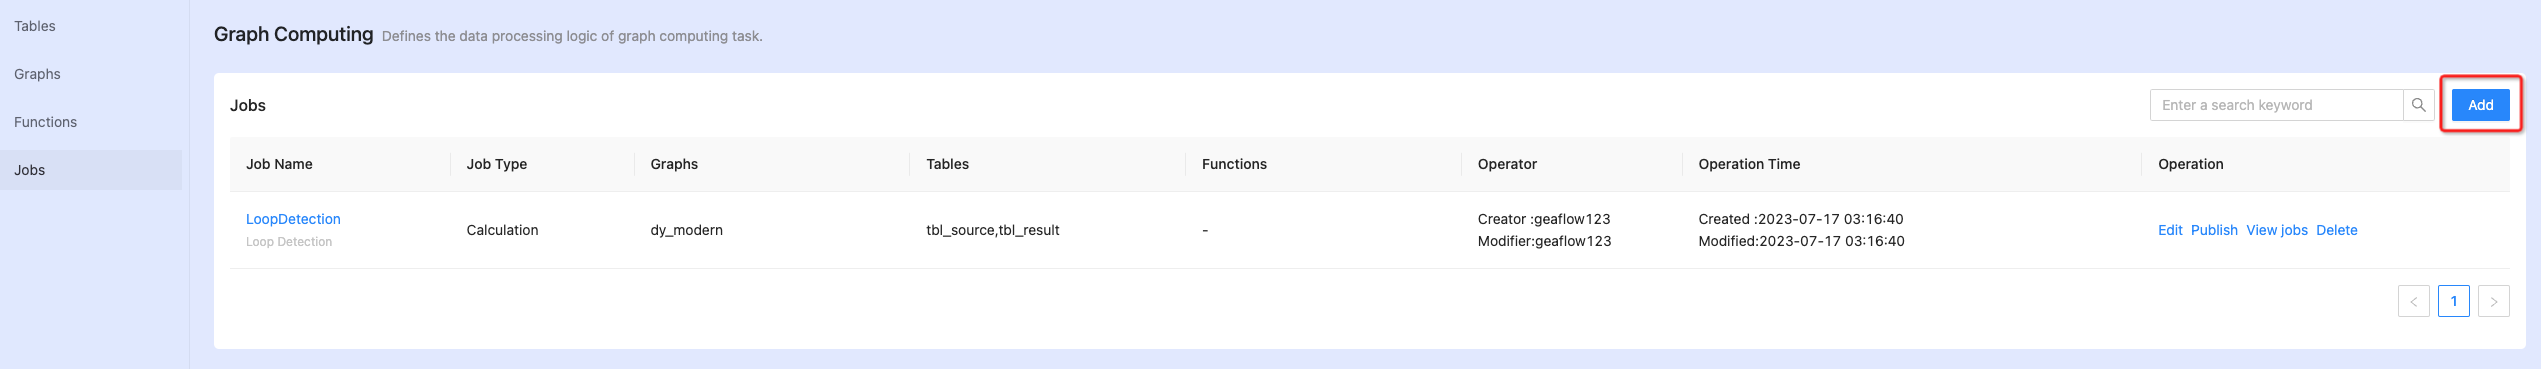 Tables
Graphs
Functions
Jobs
Graph Computing Defines the data processing logic of graph computing task.
Jobs
Enter a search keyword
Add
Job Name Job Type Graphs Tables Functions Operator Operation Time Operation
LoopDetection
Loop Detection
Calculation
dy_modern
tbl_source,tbl_result
-
Creator :geaflow123
Modifier:geaflow123
Created :2023-07-17 03:16:40
Modified:2023-07-17 03:16:40
Edit Publish View jobs Delete
< 1 >